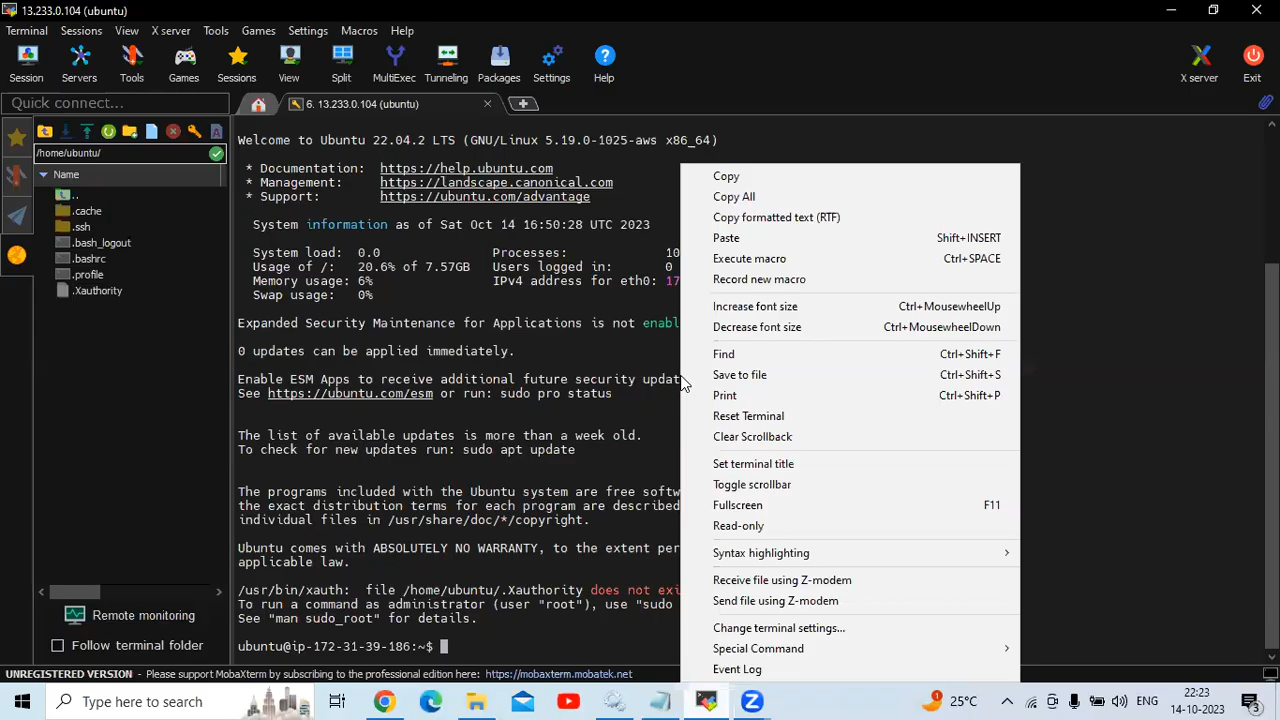 13.233.0.104 (ubuntu)
Terminal Sessions View X server Tools Games Settings Macros Help
Session Servers Tools Games Sessions View Split MultiExec Tunneling Packages Settings Help X server Exit
Quick connect...
6. 13.233.0.104 (ubuntu)
/home/ubuntu/
Name
..
.cache
.ssh
.bash_logout
.bashrc
.profile
.Xauthority
Remote monitoring
Follow terminal folder
Welcome to Ubuntu 22.04.2 LTS (GNU/Linux 5.19.0-1025-aws x86_64)
* Documentation: https://help.ubuntu.com
* Management: https://landscape.canonical.com
* Support: https://ubuntu.com/advantage
System information as of Sat Oct 14 16:50:28 UTC 2023
System load: 0.0 Processes: 10
Usage of /: 20.6% of 7.57GB Users logged in: 0
Memory usage: 6% IPv4 address for eth0: 17
Swap usage: 0%
Expanded Security Maintenance for Applications is not enabl
0 updates can be applied immediately.
Enable ESM Apps to receive additional future security updat
See https://ubuntu.com/esm or run: sudo pro status
The list of available updates is more than a week old.
To check for new updates run: sudo apt update
The programs included with the Ubuntu system are free softw
the exact distribution terms for each program are described
individual files in /usr/share/doc/*/copyright.
Ubuntu comes with ABSOLUTELY NO WARRANTY, to the extent per
applicable law.
/usr/bin/xauth: file /home/ubuntu/.Xauthority does not exi
To run a command as administrator (user "root"), use "sudo
See "man sudo_root" for details.
ubuntu@ip-172-31-39-186:~$
Copy
Copy All
Copy formatted text (RTF)
Paste Shift+INSERT
Execute macro Ctrl+SPACE
Record new macro
Increase font size Ctrl+MousewheelUp
Decrease font size Ctrl+MousewheelDown
Find Ctrl+Shift+F
Save to file Ctrl+Shift+S
Print Ctrl+Shift+P
Reset Terminal
Clear Scrollback
Set terminal title
Toggle scrollbar
Fullscreen F11
Read-only
Syntax highlighting
Receive file using Z-modem
Send file using Z-modem
Change terminal settings...
Special Command
Event Log
UNREGISTERED VERSION - Please support MobaXterm by subscribing to the professional edition here: https://mobaxterm.mobatek.net
Type here to search
1
25°C
ENG
22:23
14-10-2023
3